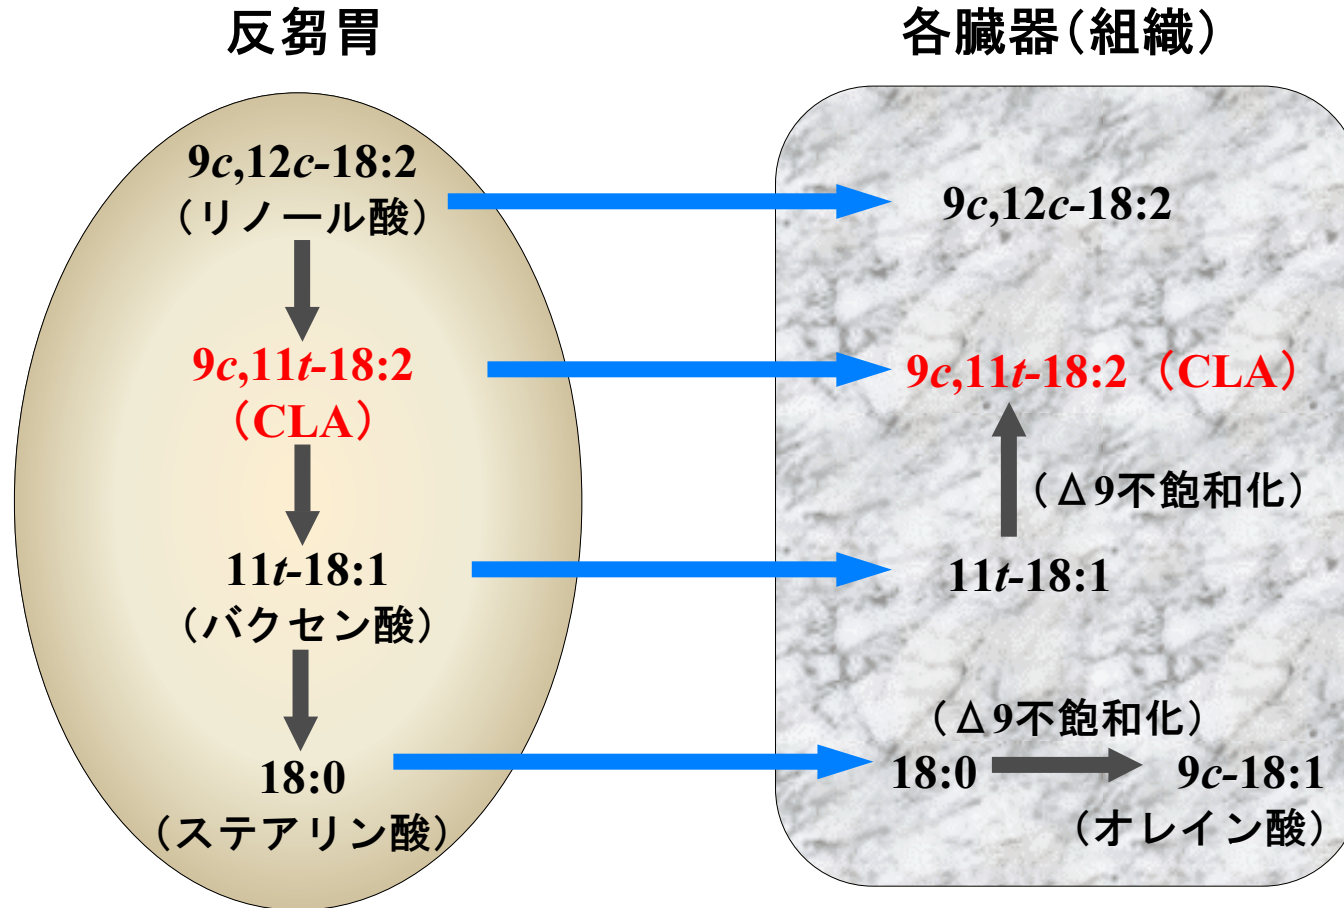 反芻胃
各臓器（組織）
9c,12c-18:2
（リノール酸）
9c,11t-18:2
（CLA）
11t-18:1
（バクセン酸）
18:0
（ステアリン酸）
9c,12c-18:2
9c,11t-18:2（CLA）
（Δ9不飽和化）
11t-18:1
（Δ9不飽和化）
18:0
9c-18:1
（オレイン酸）